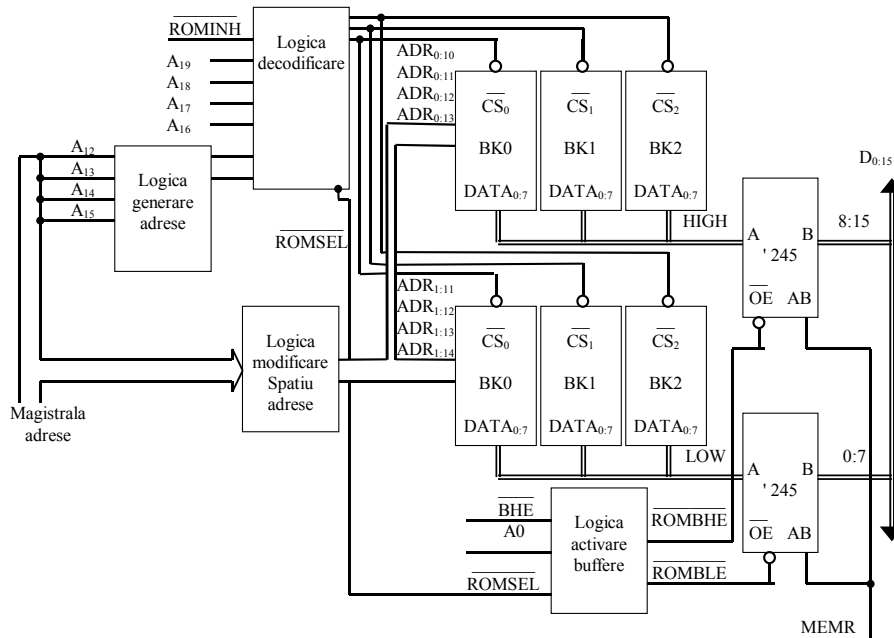 ROMINH
A19
A18
A17
A16
Logica
decodificare
ADR0:10
ADR0:11
ADR0:12
ADR0:13
CS0
BK0
DATA0:7
CS1
BK1
DATA0:7
CS2
BK2
DATA0:7
A12
A13
A14
A15
Logica
generare
adrese
ROMSEL
HIGH
D0:15
A
B
8:15
' 245
OE
AB
ADR1:11
ADR1:12
ADR1:13
ADR1:14
CS0
BK0
DATA0:7
CS1
BK1
DATA0:7
CS2
BK2
DATA0:7
Logica
modificare
Spatiu
adrese
Magistrala
adrese
LOW
A
B
0:7
' 245
OE
AB
BHE
A0
ROMSEL
Logica
activare
buffere
ROMBHE
ROMBLE
MEMR